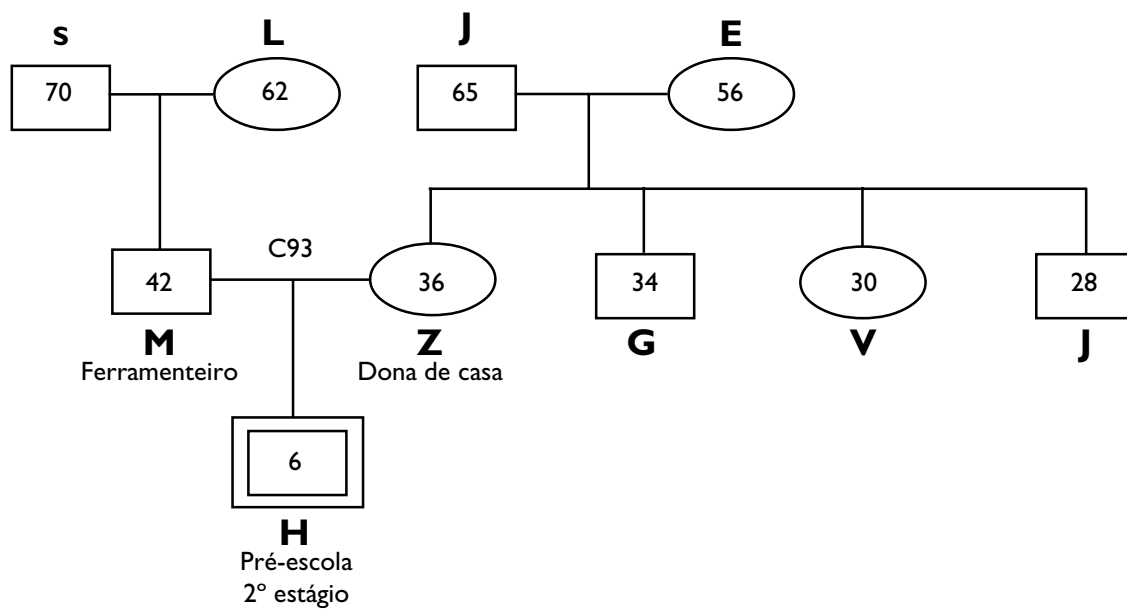 s L J E
70 62 65 56
C93
42 36 34 30 28
M Z G V J
Ferramenteiro Dona de casa
6
H
Pré-escola
2º estágio